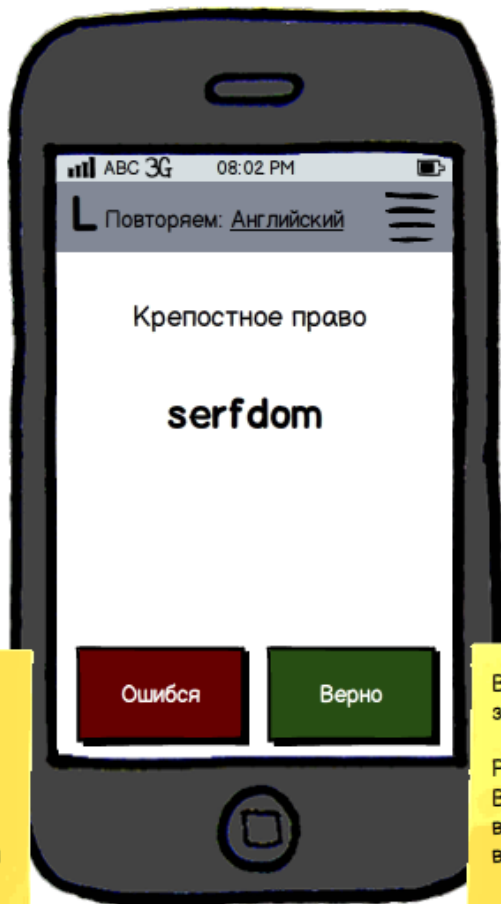 ABC 3G 08:02 PM
L Повторяем: Английский
Крепостное право
serfdom
Ошибся
Верно